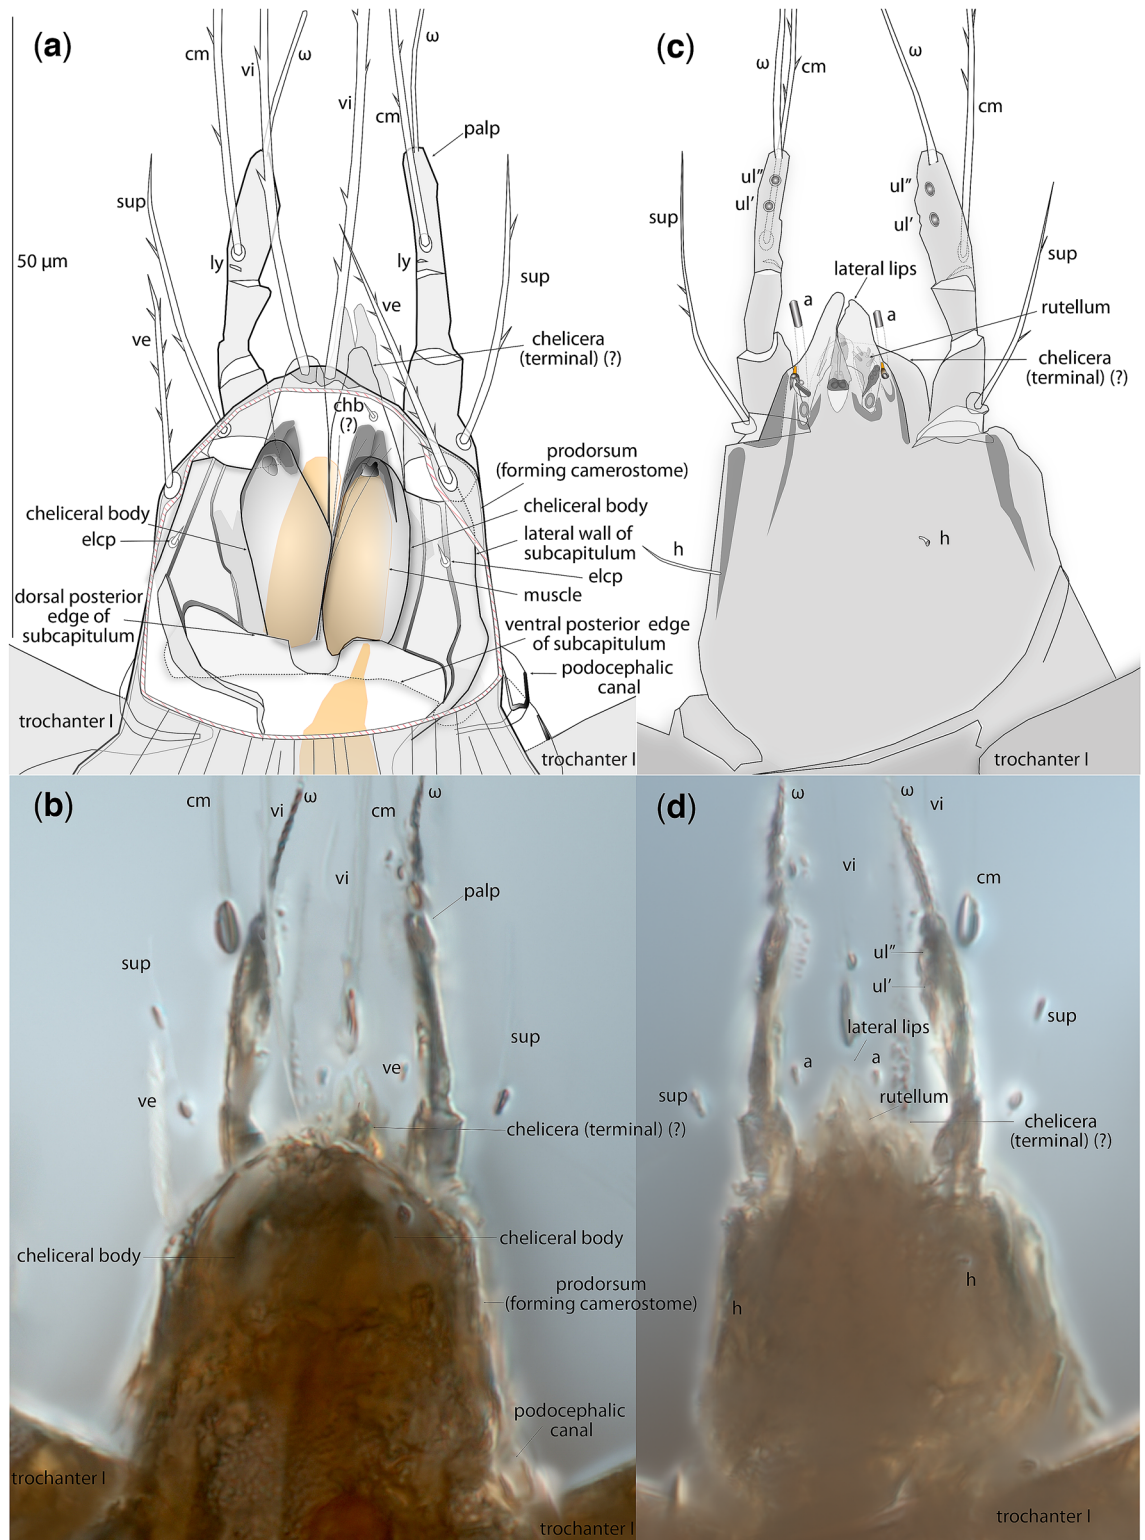 (a)
cm
vi
ω
vi
cm
ω
palp
sup
ly
ly
sup
50 μm
ve
ve
chelicera
(terminal) (?)
chb
(?)
prodorsum
(forming camerostome)
cheliceral body
cheliceral body
lateral wall of
subcapitulum
elcp
elcp
muscle
dorsal posterior
edge of
subcapitulum
ventral posterior edge
of subcapitulum
podocephalic
canal
trochanter I
trochanter I
(c)
ω
cm
ω
cm
ul″
ul′
ul″
ul′
sup
sup
lateral lips
a
a
rutellum
chelicera
(terminal) (?)
h
h
trochanter I
(b)
cm
vi
ω
cm
ω
vi
palp
sup
sup
ve
ve
chelicera (terminal) (?)
cheliceral body
cheliceral body
prodorsum
(forming camerostome)
podocephalic
canal
trochanter I
trochanter I
(d)
ω
ω
vi
vi
cm
ul″
ul′
sup
lateral lips
a
a
sup
rutellum
chelicera
(terminal) (?)
h
h
trochanter I